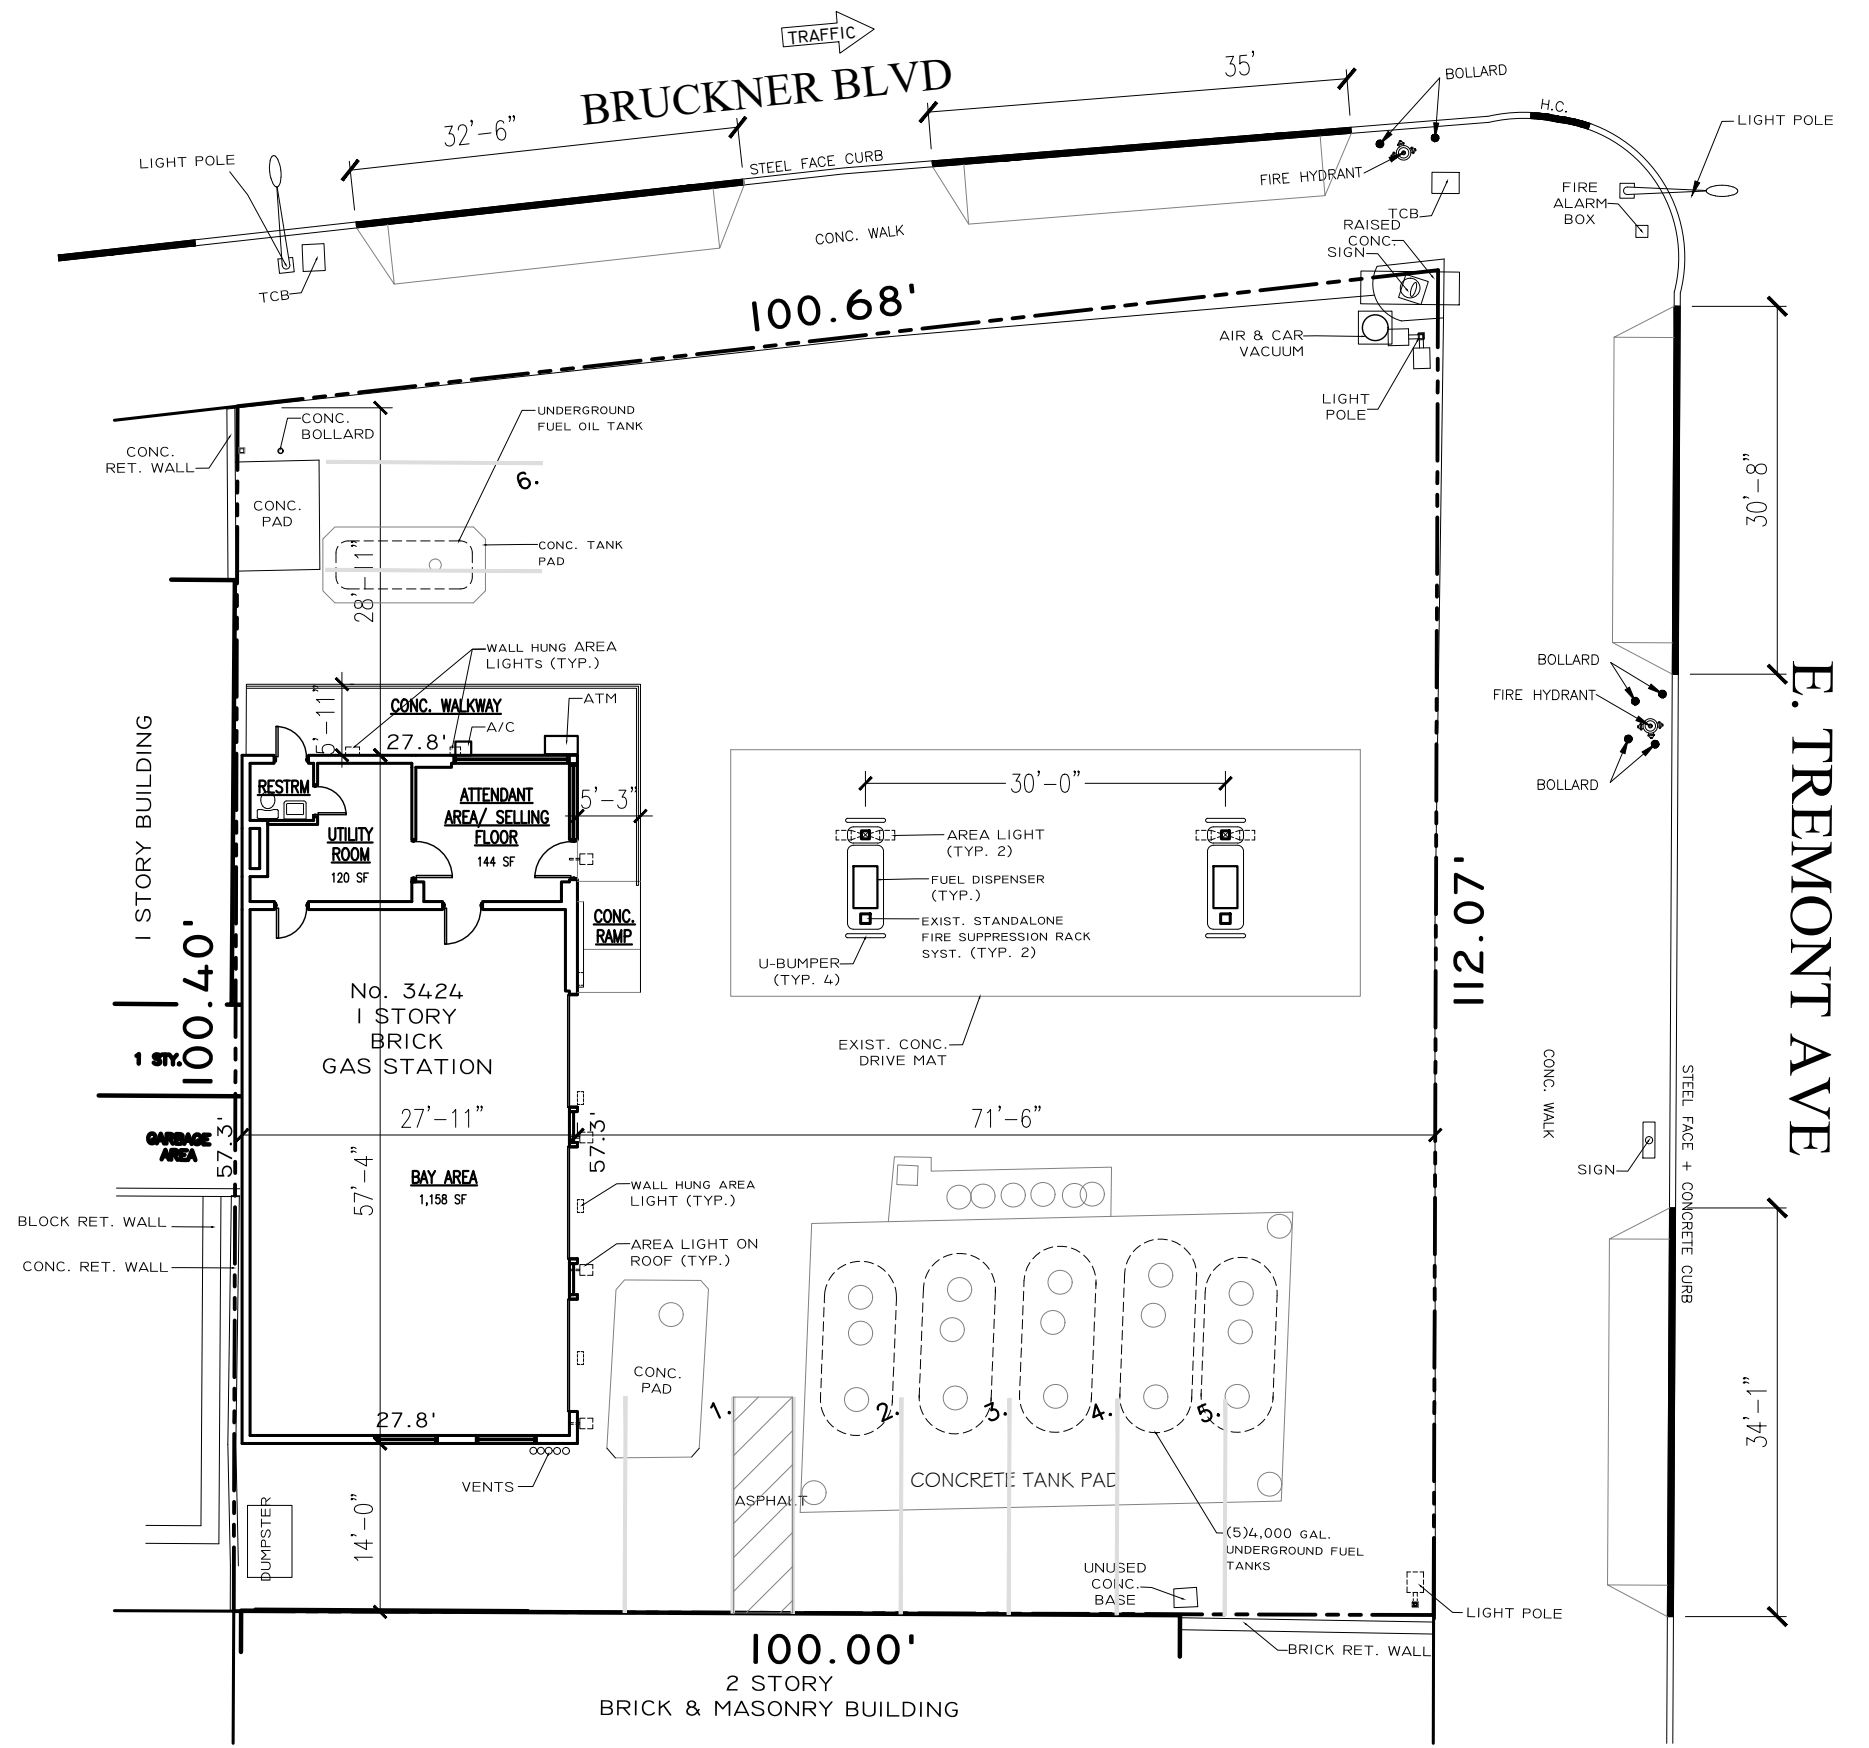 TRAFFIC
BRUCKNER BLVD
32'-6"
35'
BOLLARD
H.C.
LIGHT POLE
LIGHT POLE
STEEL FACE CURB
FIRE HYDRANT
FIRE
ALARM
BOX
TCB
RAISED
CONC.
SIGN
CONC. WALK
TCB
100.68'
AIR & CAR
VACUUM
LIGHT
POLE
CONC.
BOLLARD
UNDERGROUND
FUEL OIL TANK
CONC.
RET. WALL
6.
CONC.
PAD
CONC. TANK
PAD
28'-11"
30'-8"
WALL HUNG AREA
LIGHTs (TYP.)
BOLLARD
FIRE HYDRANT
BOLLARD
E. TREMONT AVE
5'-11"
CONC. WALKWAY
ATM
A/C
27.8'
1 STORY BUILDING
RESTRM
ATTENDANT
AREA/ SELLING
FLOOR
144 SF
5'-3"
UTILITY
ROOM
120 SF
30'-0"
AREA LIGHT
(TYP. 2)
FUEL DISPENSER
(TYP.)
EXIST. STANDALONE
FIRE SUPPRESSION RACK
SYST. (TYP. 2)
U-BUMPER
(TYP. 4)
CONC.
RAMP
112.07'
100.40'
No. 3424
1 STORY
BRICK
GAS STATION
EXIST. CONC.
DRIVE MAT
1 STY.
CONC. WALK
STEEL FACE + CONCRETE CURB
GARBAGE
AREA
57.3'
27'-11"
57.3'
71'-6"
57'-4"
BAY AREA
1,158 SF
SIGN
WALL HUNG AREA
LIGHT (TYP.)
BLOCK RET. WALL
CONC. RET. WALL
AREA LIGHT ON
ROOF (TYP.)
CONC.
PAD
1.
2.
3.
4.
5.
34'-1"
27.8'
VENTS
CONCRETE TANK PAD
ASPHALT
DUMPSTER
14'-0"
(5)4,000 GAL.
UNDERGROUND FUEL
TANKS
UNUSED
CONC.
BASE
LIGHT POLE
BRICK RET. WALL
100.00'
2 STORY
BRICK & MASONRY BUILDING